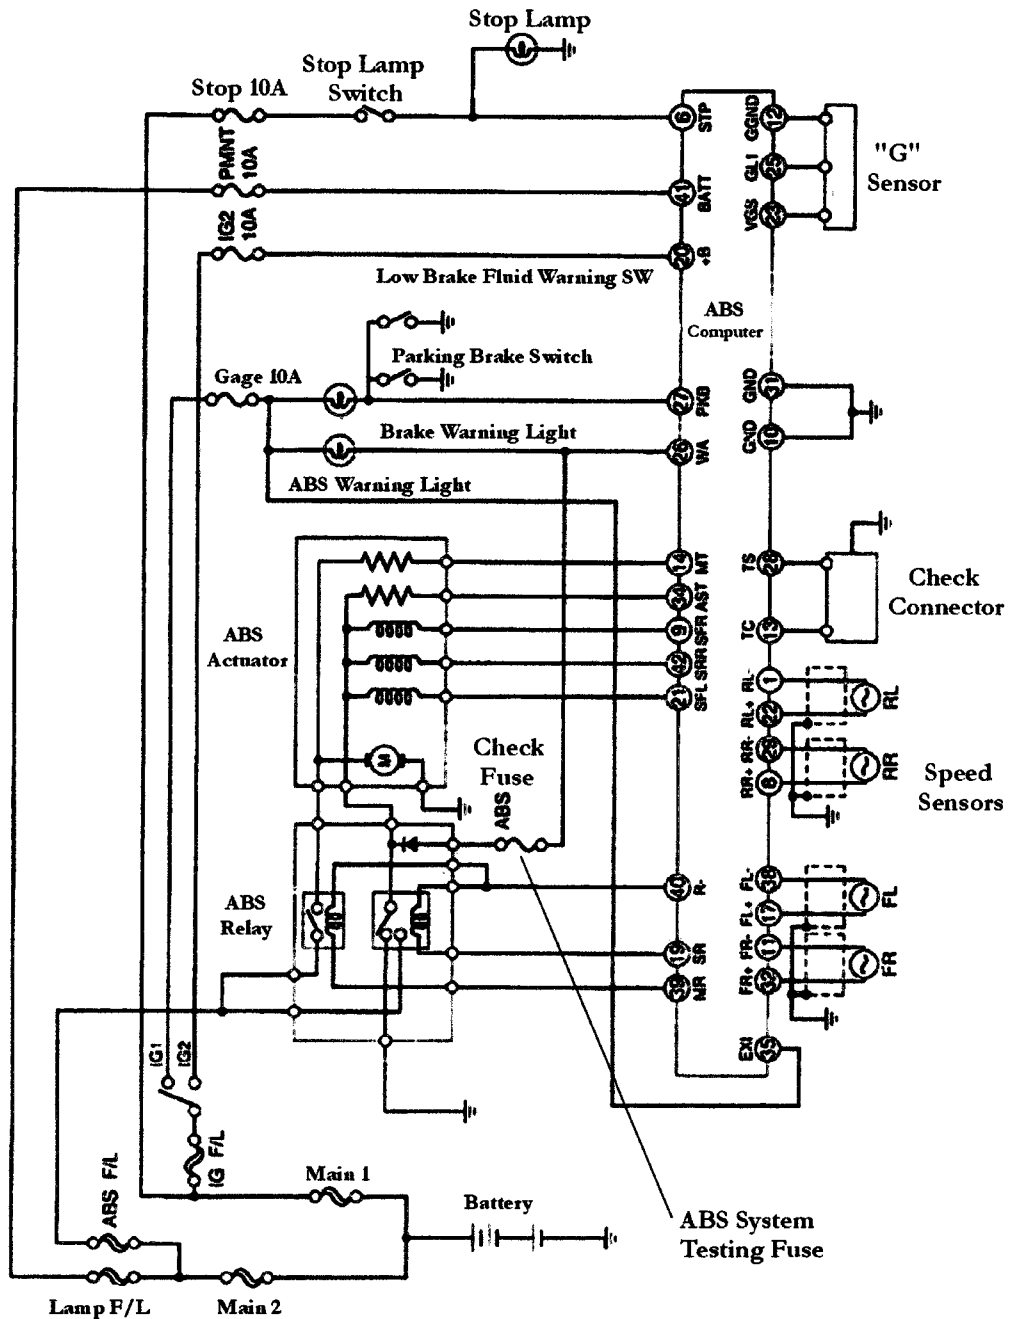 Stop Lamp
Stop Lamp
Switch
Stop 10A
PMNT
10A
IG2
10A
6
STP
41
BATT
20
+B
12
GGND
25
GL1
23
VGS
"G"
Sensor
Low Brake Fluid Warning SW
ABS
Computer
Parking Brake Switch
Gage 10A
27
PKB
31
GND
10
GND
Brake Warning Light
26
WA
ABS Warning Light
14
MT
34
AST
9
SFR
42
SRR
21
SFL
28
TS
13
TC
Check
Connector
ABS
Actuator
M
1
RL-
22
RL+
RL
29
RR-
8
RR+
RR
Speed
Sensors
Check
Fuse
ABS
ABS
Relay
40
R-
19
SR
39
MR
38
FL-
17
FL+
FL
11
FR-
32
FR+
FR
35
EXI
IG1
IG2
IG F/L
ABS F/L
Main 1
Battery
ABS System
Testing Fuse
Lamp F/L
Main 2